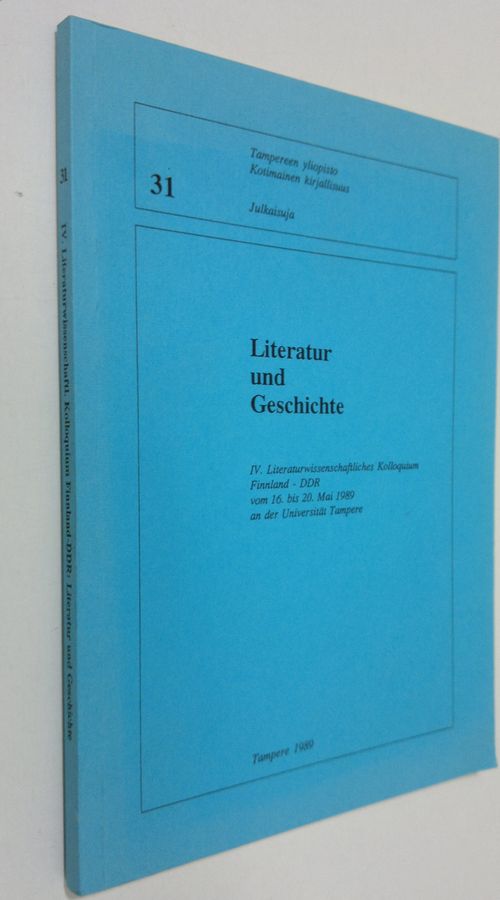 31
Tampereen yliopisto
Kotimainen kirjallisuus
Julkaisuja
Literatur
und
Geschichte
IV. Literaturwissenschaftliches Kolloquium
Finnland - DDR
vom 16. bis 20. Mai 1989
an der Universität Tampere
Tampere 1989
31 IV. Literaturwissenschaftl. Kolloquium Finnland-DDR: Literatur und Geschichte